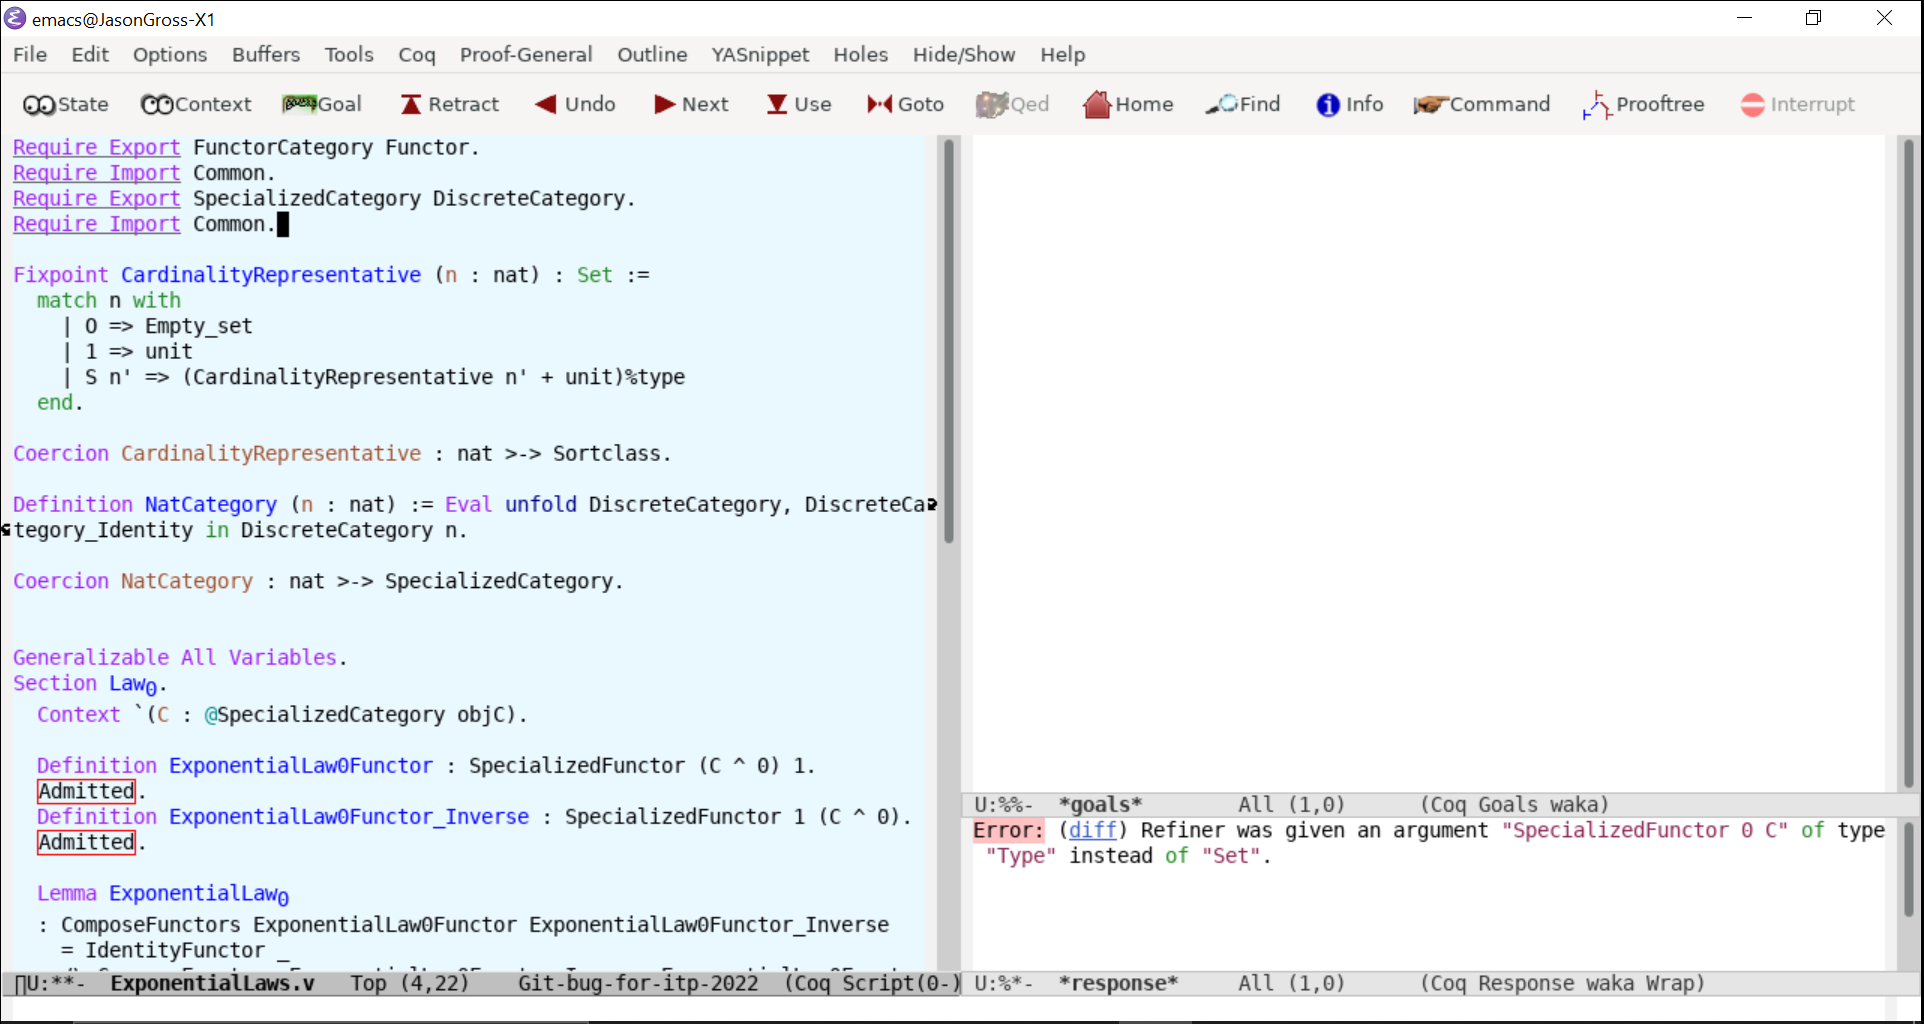 emacs@JasonGross-X1
File Edit Options Buffers Tools Coq Proof-General Outline YASnippet Holes Hide/Show Help
State Context Goal Retract Undo Next Use Goto Qed Home Find Info Command Prooftree Interrupt
Require Export FunctorCategory Functor.
Require Import Common.
Require Export SpecializedCategory DiscreteCategory.
Require Import Common.
Fixpoint CardinalityRepresentative (n : nat) : Set :=
match n with
| O => Empty_set
| 1 => unit
| S n' => (CardinalityRepresentative n' + unit)%type
end.
Coercion CardinalityRepresentative : nat >-> Sortclass.
Definition NatCategory (n : nat) := Eval unfold DiscreteCategory, DiscreteCa
tegory_Identity in DiscreteCategory n.
Coercion NatCategory : nat >-> SpecializedCategory.
Generalizable All Variables.
Section Law0.
Context `(C : @SpecializedCategory objC).
Definition ExponentialLaw0Functor : SpecializedFunctor (C ^ 0) 1.
Admitted.
Definition ExponentialLaw0Functor_Inverse : SpecializedFunctor 1 (C ^ 0).
Admitted.
Lemma ExponentialLaw0
: ComposeFunctors ExponentialLaw0Functor ExponentialLaw0Functor_Inverse
= IdentityFunctor _
U:**- ExponentialLaws.v Top (4,22) Git-bug-for-itp-2022 (Coq Script(0-)
U:%%- *goals* All (1,0) (Coq Goals waka)
Error: (diff) Refiner was given an argument "SpecializedFunctor 0 C" of type
"Type" instead of "Set".
U:%*- *response* All (1,0) (Coq Response waka Wrap)